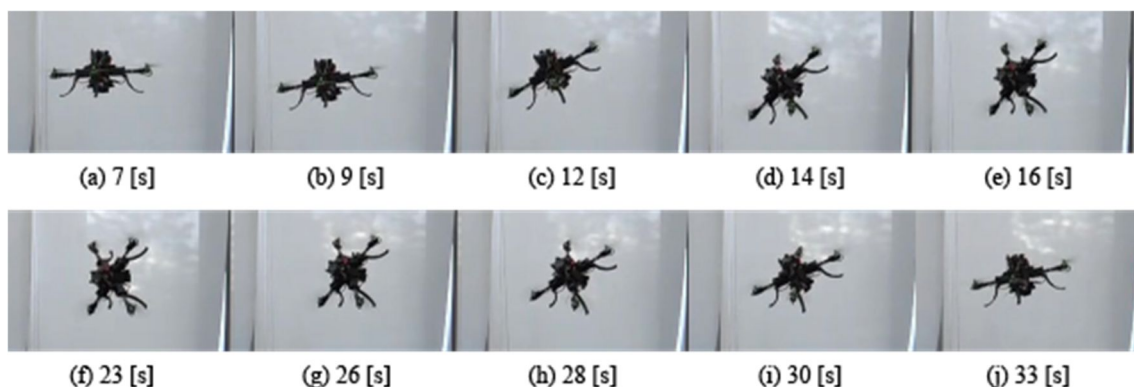 (a) 7 [s] (b) 9 [s] (c) 12 [s] (d) 14 [s] (e) 16 [s]
(f) 23 [s] (g) 26 [s] (h) 28 [s] (i) 30 [s] (j) 33 [s]